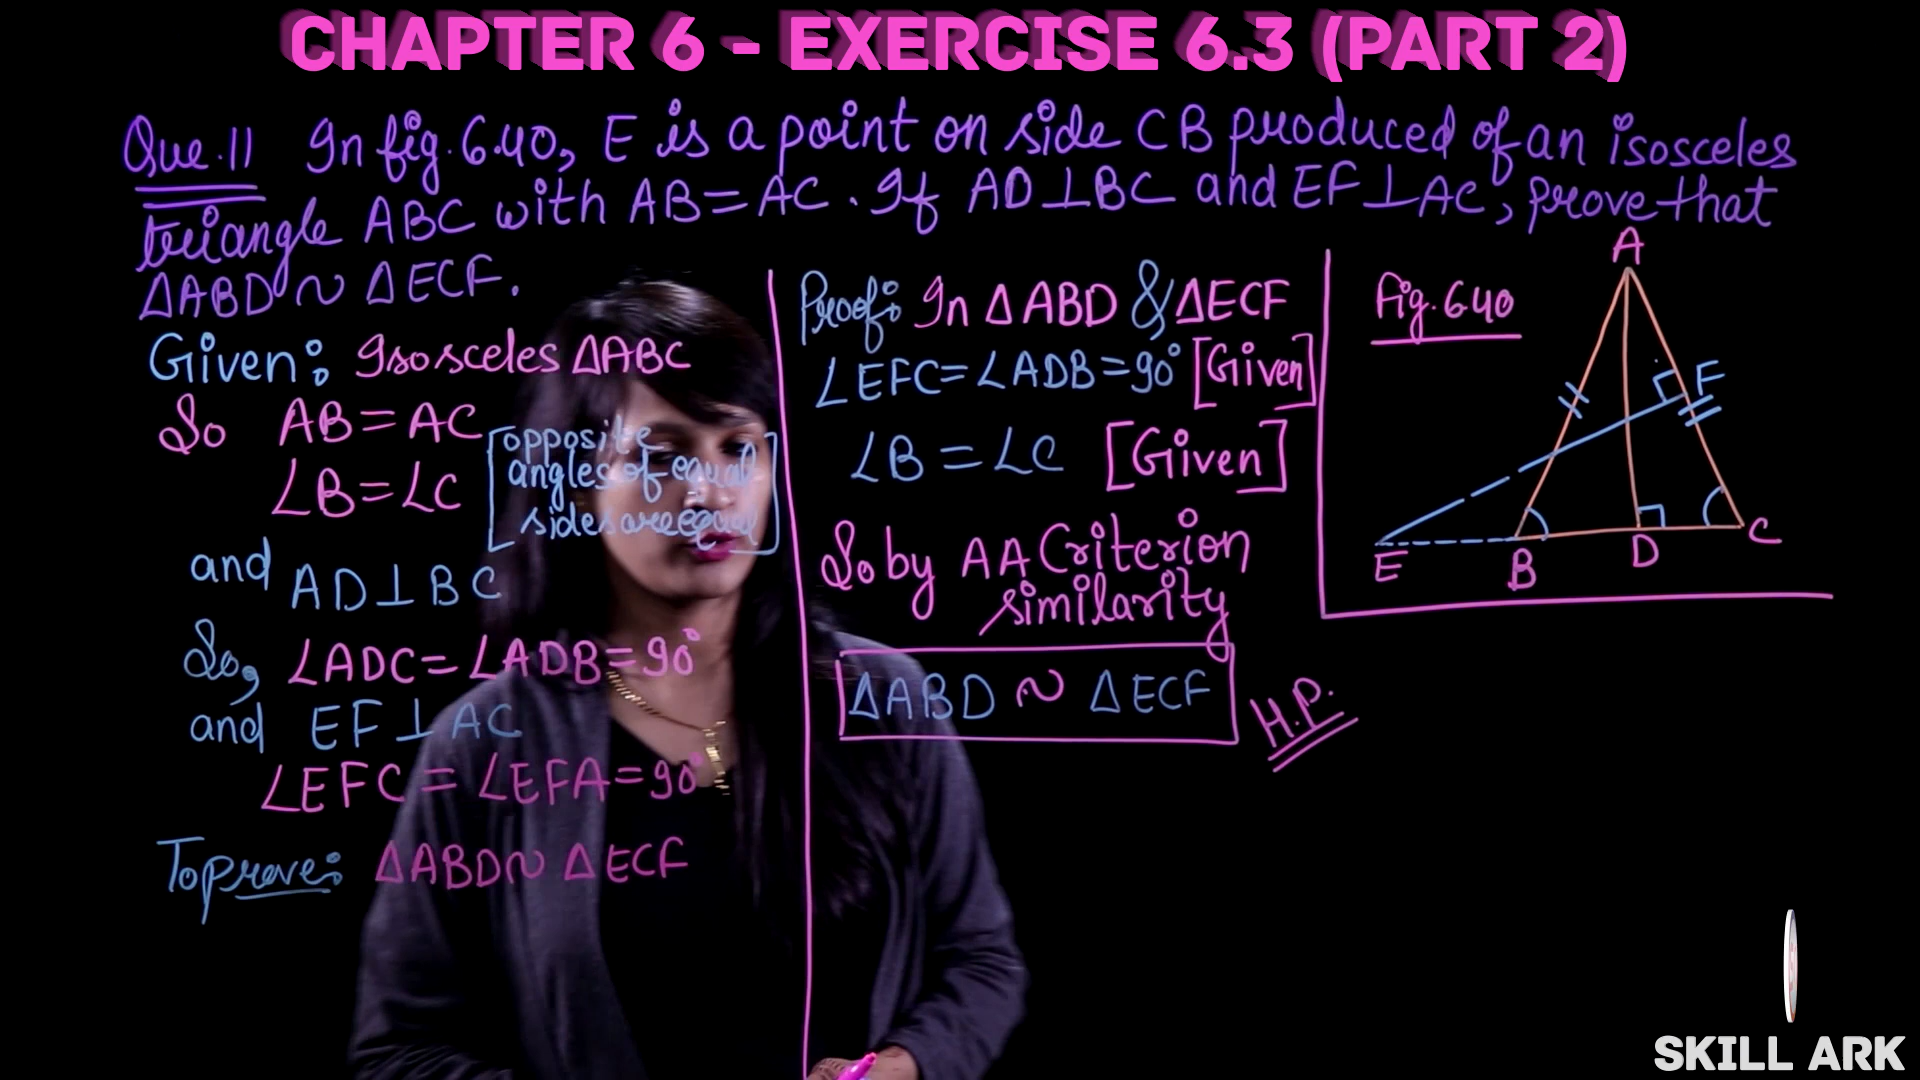 CHAPTER 6 - EXERCISE 6.3 (PART 2)
Que.11 In fig. 6.40, E is a point on side CB produced of an isosceles
triangle ABC with AB = AC. If AD ⊥ BC and EF ⊥ AC, prove that
ΔABD ~ ΔECF.
Given: Isosceles ΔABC
So AB = AC
∠B = ∠C [opposite
angles of equal
sides are equal]
and AD ⊥ BC
So, ∠ADC = ∠ADB = 90°
and EF ⊥ AC
∠EFC = ∠EFA = 90°
To prove: ΔABD ~ ΔECF
Proof: In ΔABD & ΔECF
∠EFC = ∠ADB = 90° [Given]
∠B = ∠C [Given]
So by AA Criterion
similarity
ΔABD ~ ΔECF
H.P.
Fig. 6.40
A
F
E B D C
SKILL ARK